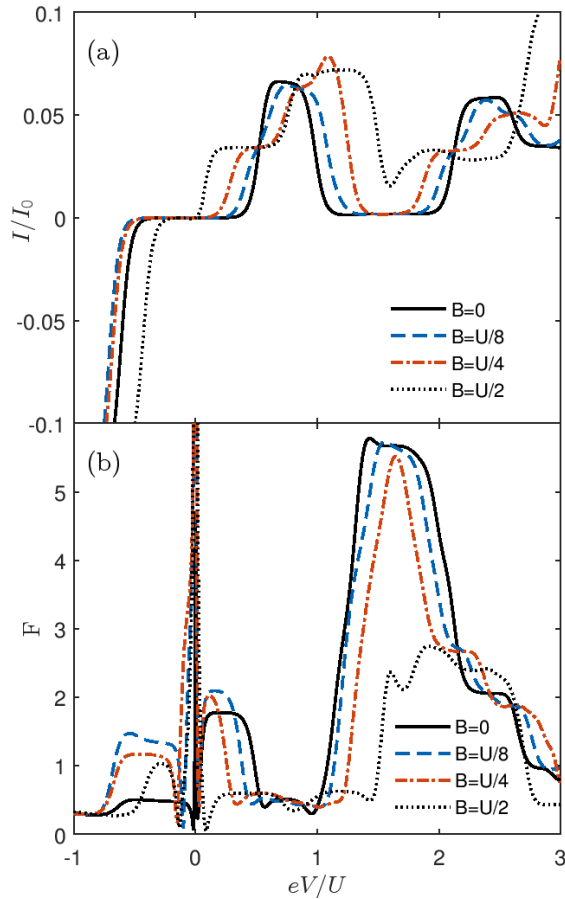 0.1
(a)
0.05
I/I0
0
-0.05
-0.1
B=0
B=U/8
B=U/4
B=U/2
(b)
5
4
3
F
2
1
0
B=0
B=U/8
B=U/4
B=U/2
-1 0 1 2 3
eV/U